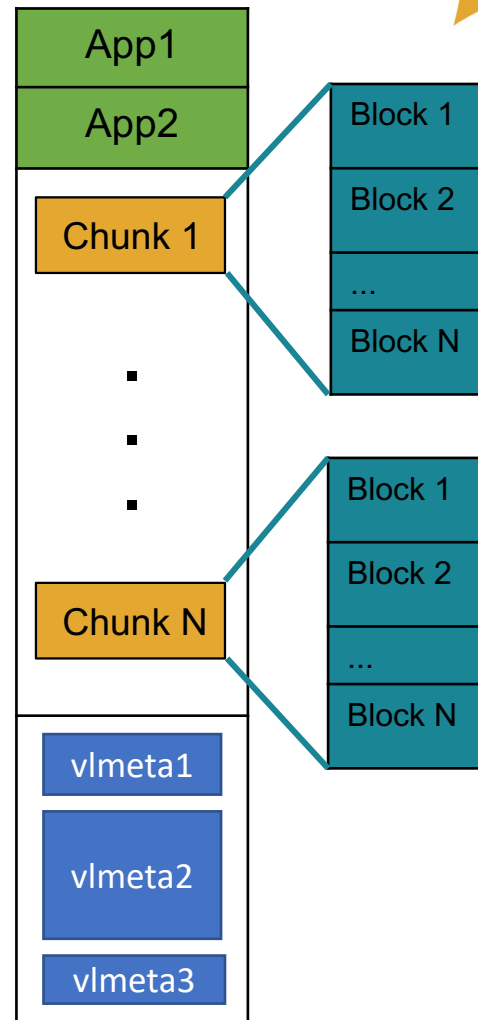 App1
App2
Chunk 1
Block 1
Block 2
...
Block N
Chunk N
Block 1
Block 2
...
Block N
vlmeta1
vlmeta2
vlmeta3